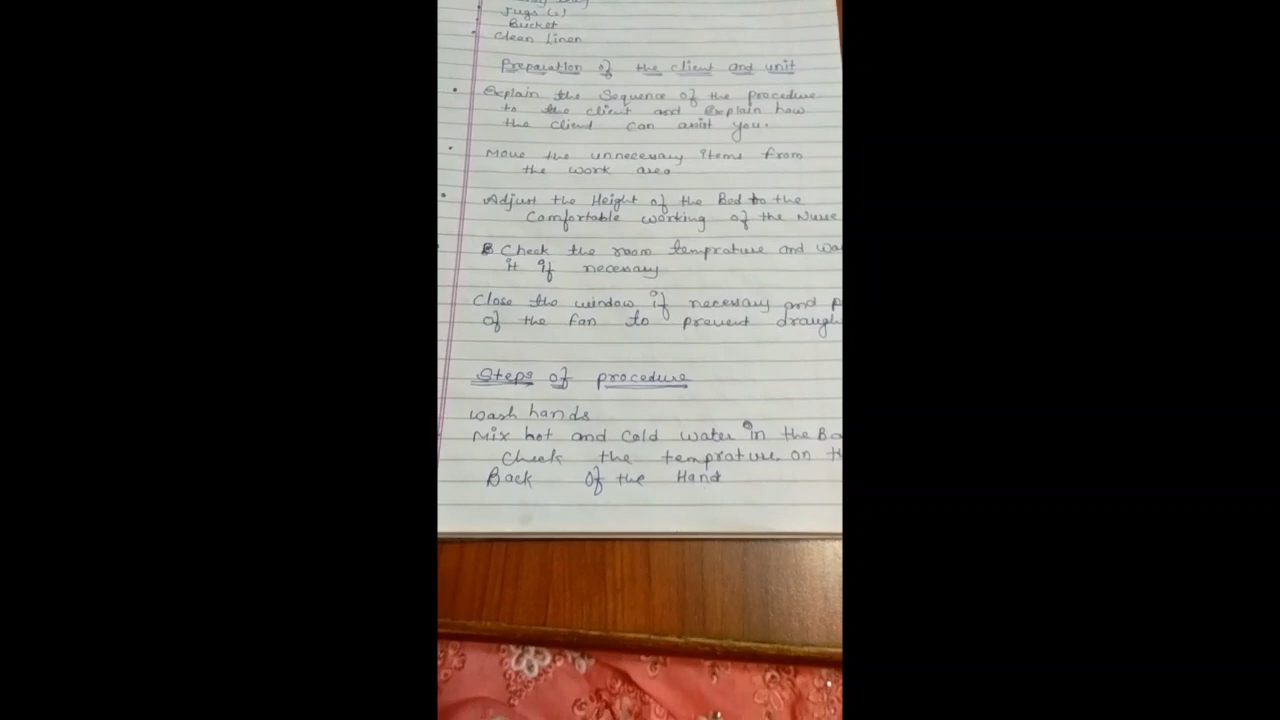 Jugs (2)
Bucket
Clean Linen
Preparation of the client and unit
Explain the Sequence of the procedure
to the client and Explain how
the client can assist you.
Move the unnecessary items from
the work area
Adjust the Height of the Bed to the
Comfortable working of the Nurse
Check the room temprature and wa
it if necessary
Close the window if necessary and p
of the fan to prevent draugh
Steps of procedure
wash hands
Mix hot and Cold water in the Ba
Check the temprature on th
Back of the Hand